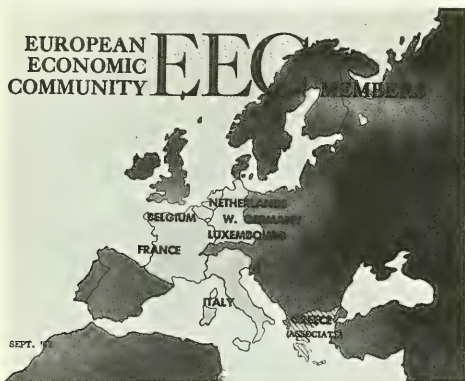 EUROPEAN
ECONOMIC
COMMUNITY
EEC
MEMBERS
NETHERLANDS
BELGIUM
W. GERMANY
LUXEMBOURG
FRANCE
ITALY
GREECE
(ASSOCIATE)
SEPT.